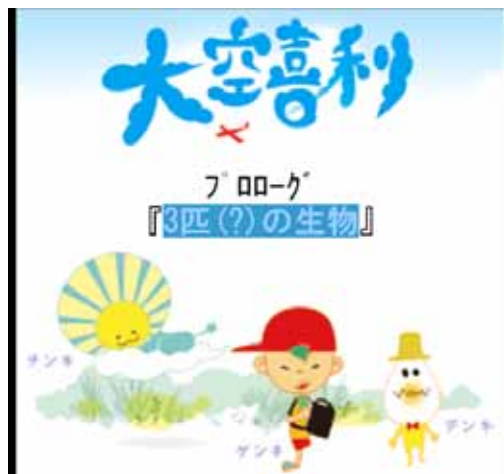 大空喜利
ﾌﾟﾛﾛｰｸﾞ
『3匹(?)の生物』
テンキ
ゲンキ
デンキ